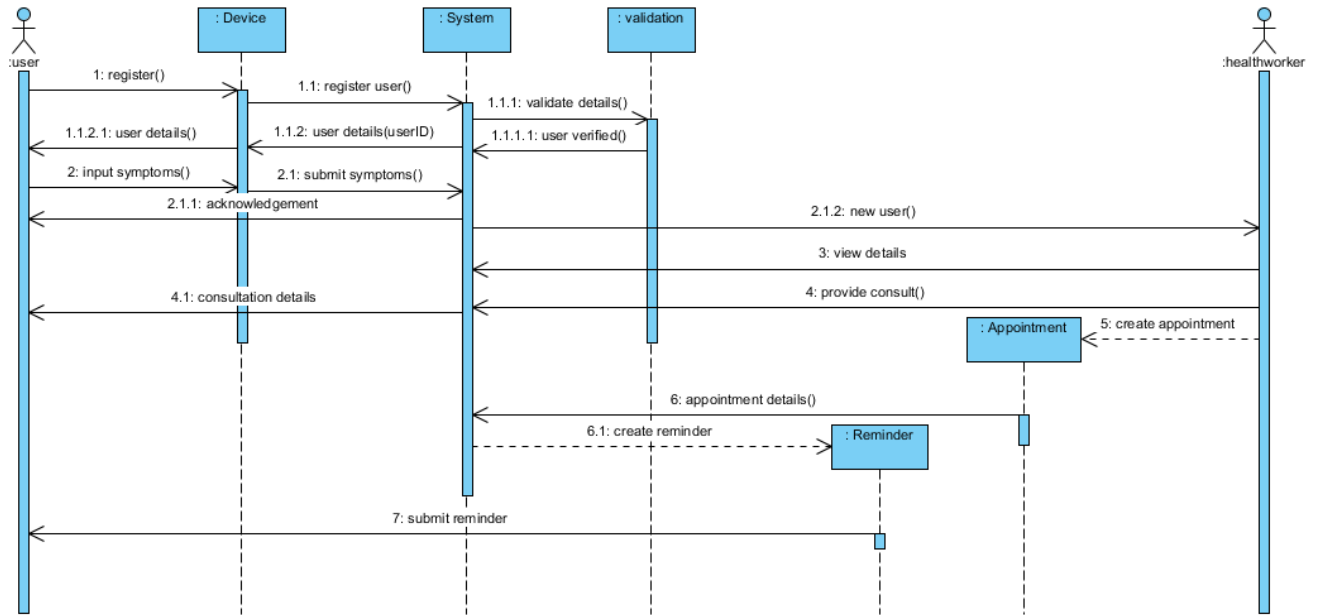 : Device
: System
: validation
:user
:healthworker
1: register()
1.1: register user()
1.1.1: validate details()
1.1.2.1: user details()
1.1.2: user details(userID)
1.1.1.1: user verified()
2: input symptoms()
2.1: submit symptoms()
2.1.1: acknowledgement
2.1.2: new user()
3: view details
4.1: consultation details
4: provide consult()
: Appointment
5: create appointment
6: appointment details()
6.1: create reminder
: Reminder
7: submit reminder